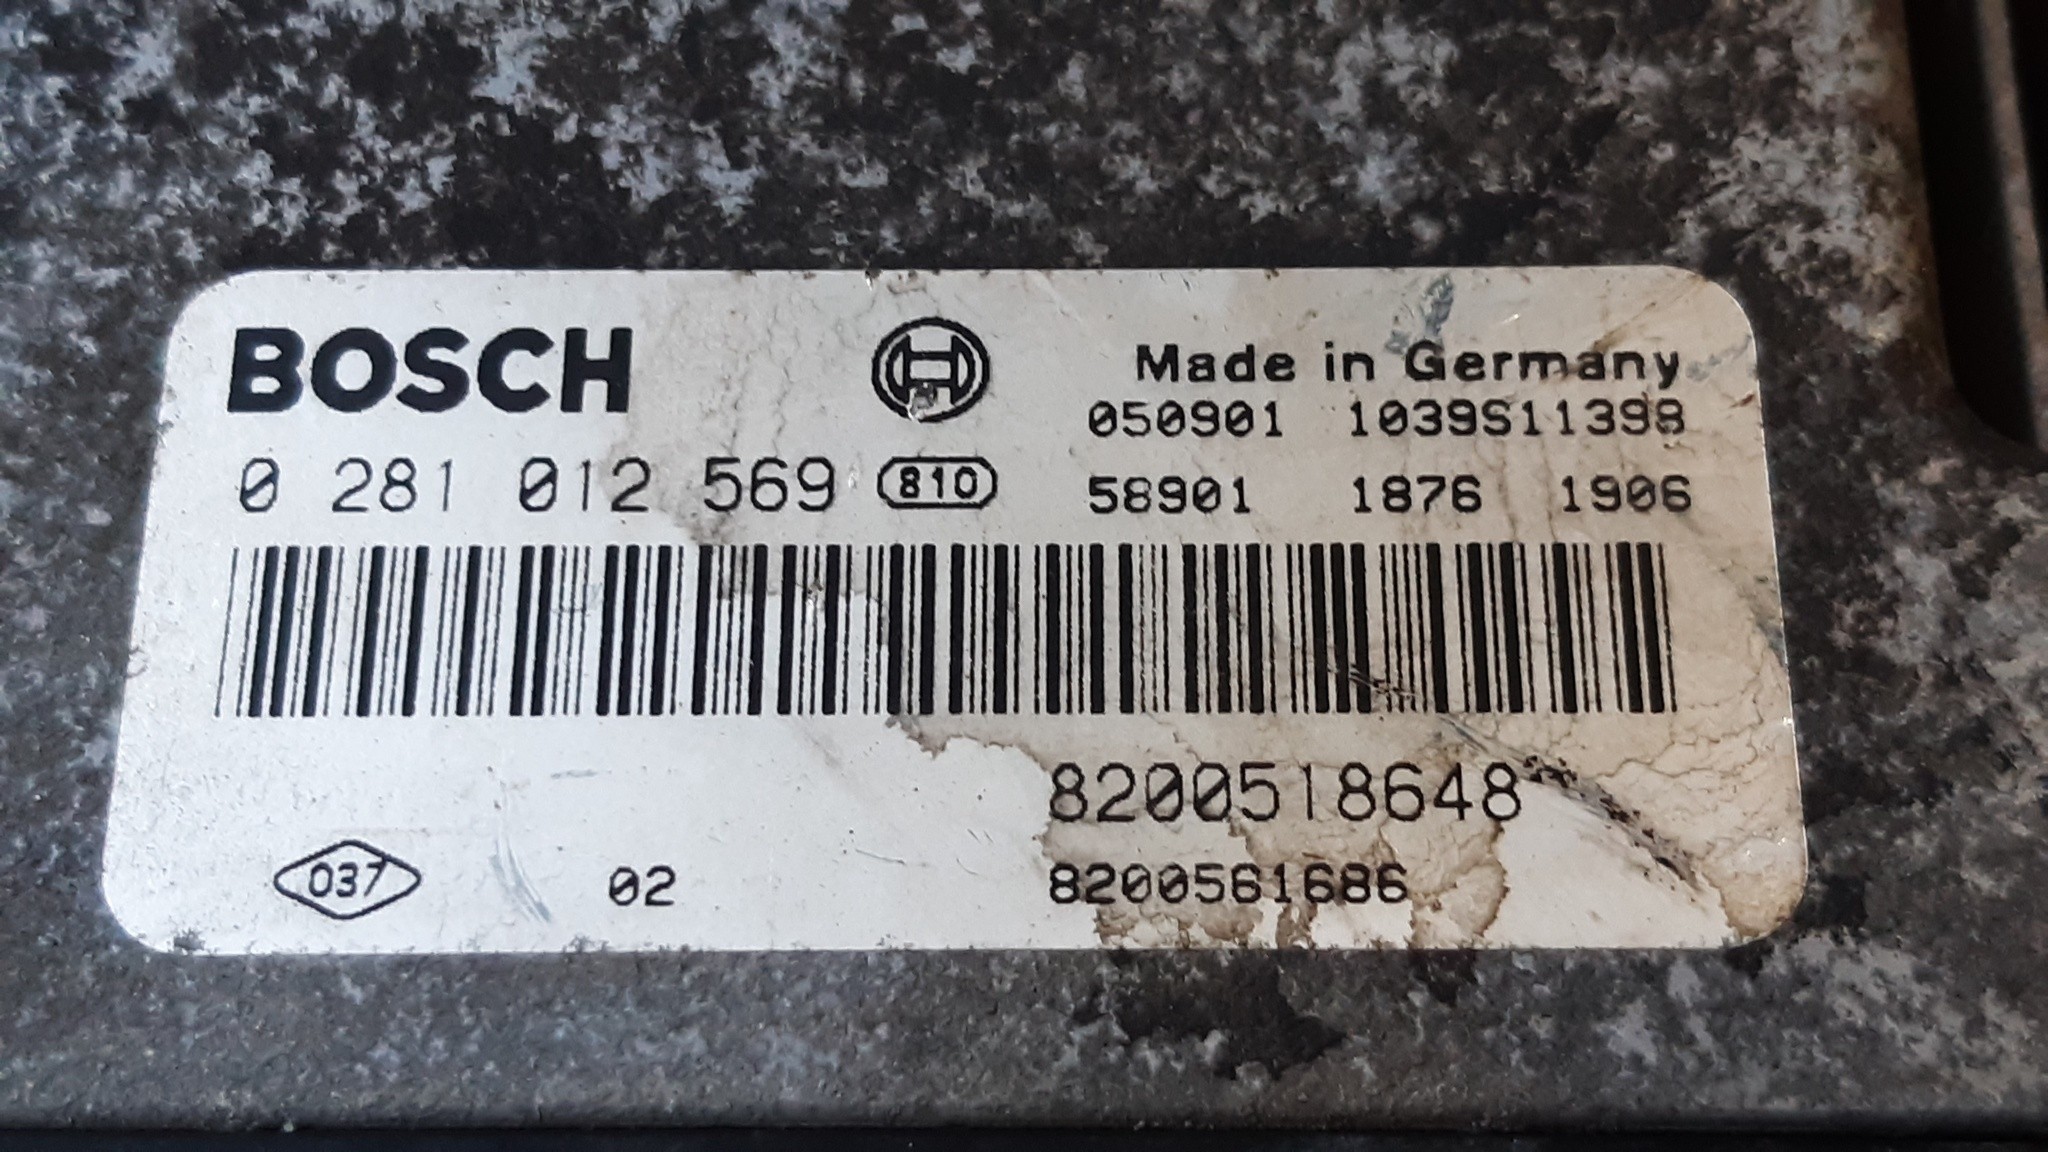 BOSCH
Made in Germany
050901 1039S11398
0 281 012 569 810
58901 1876 1906
8200518648
037 02 8200561686